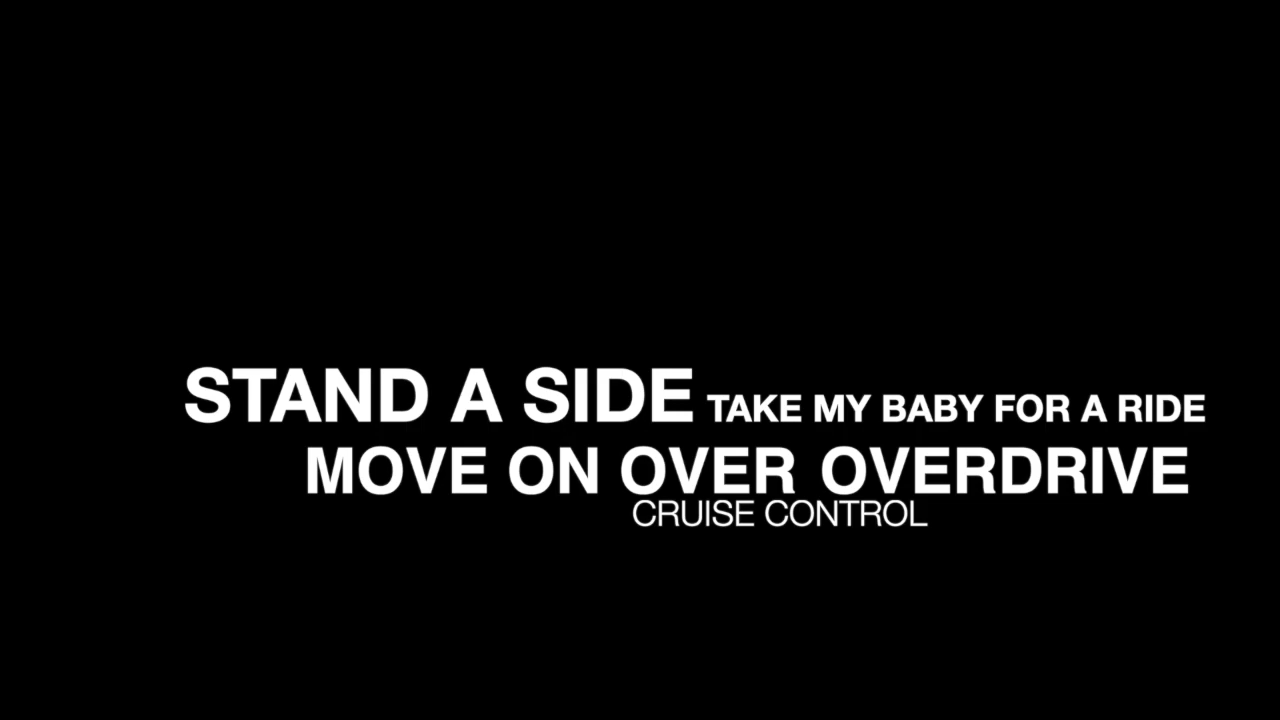 STAND A SIDE TAKE MY BABY FOR A RIDE
MOVE ON OVER OVERDRIVE
CRUISE CONTROL